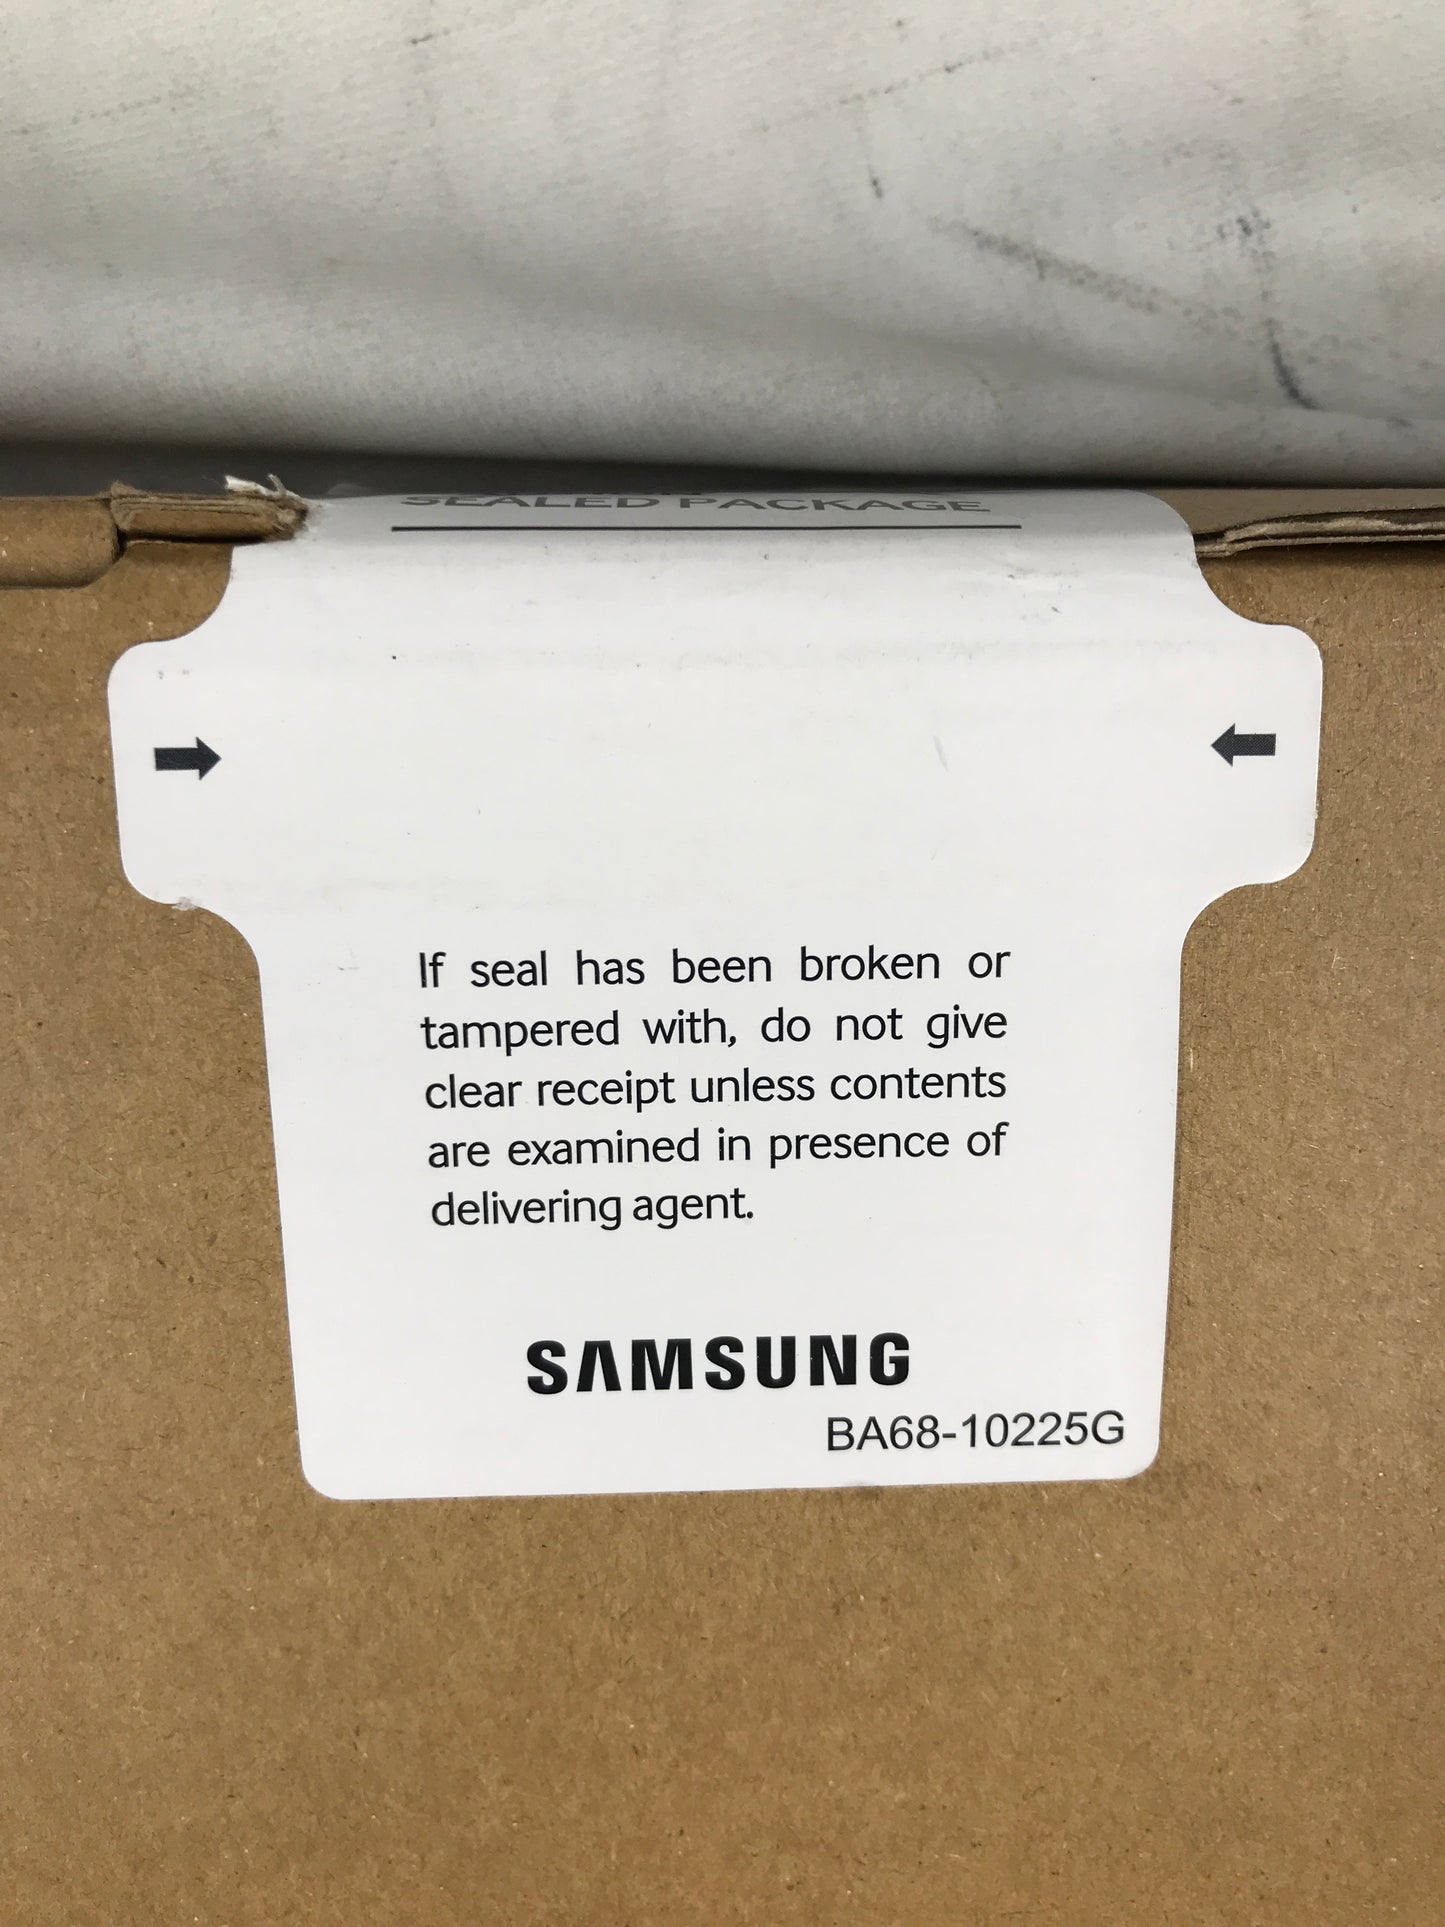 SEALED PACKAGE
If seal has been broken or
tampered with, do not give
clear receipt unless contents
are examined in presence of
delivering agent.
SAMSUNG
BA68-10225G